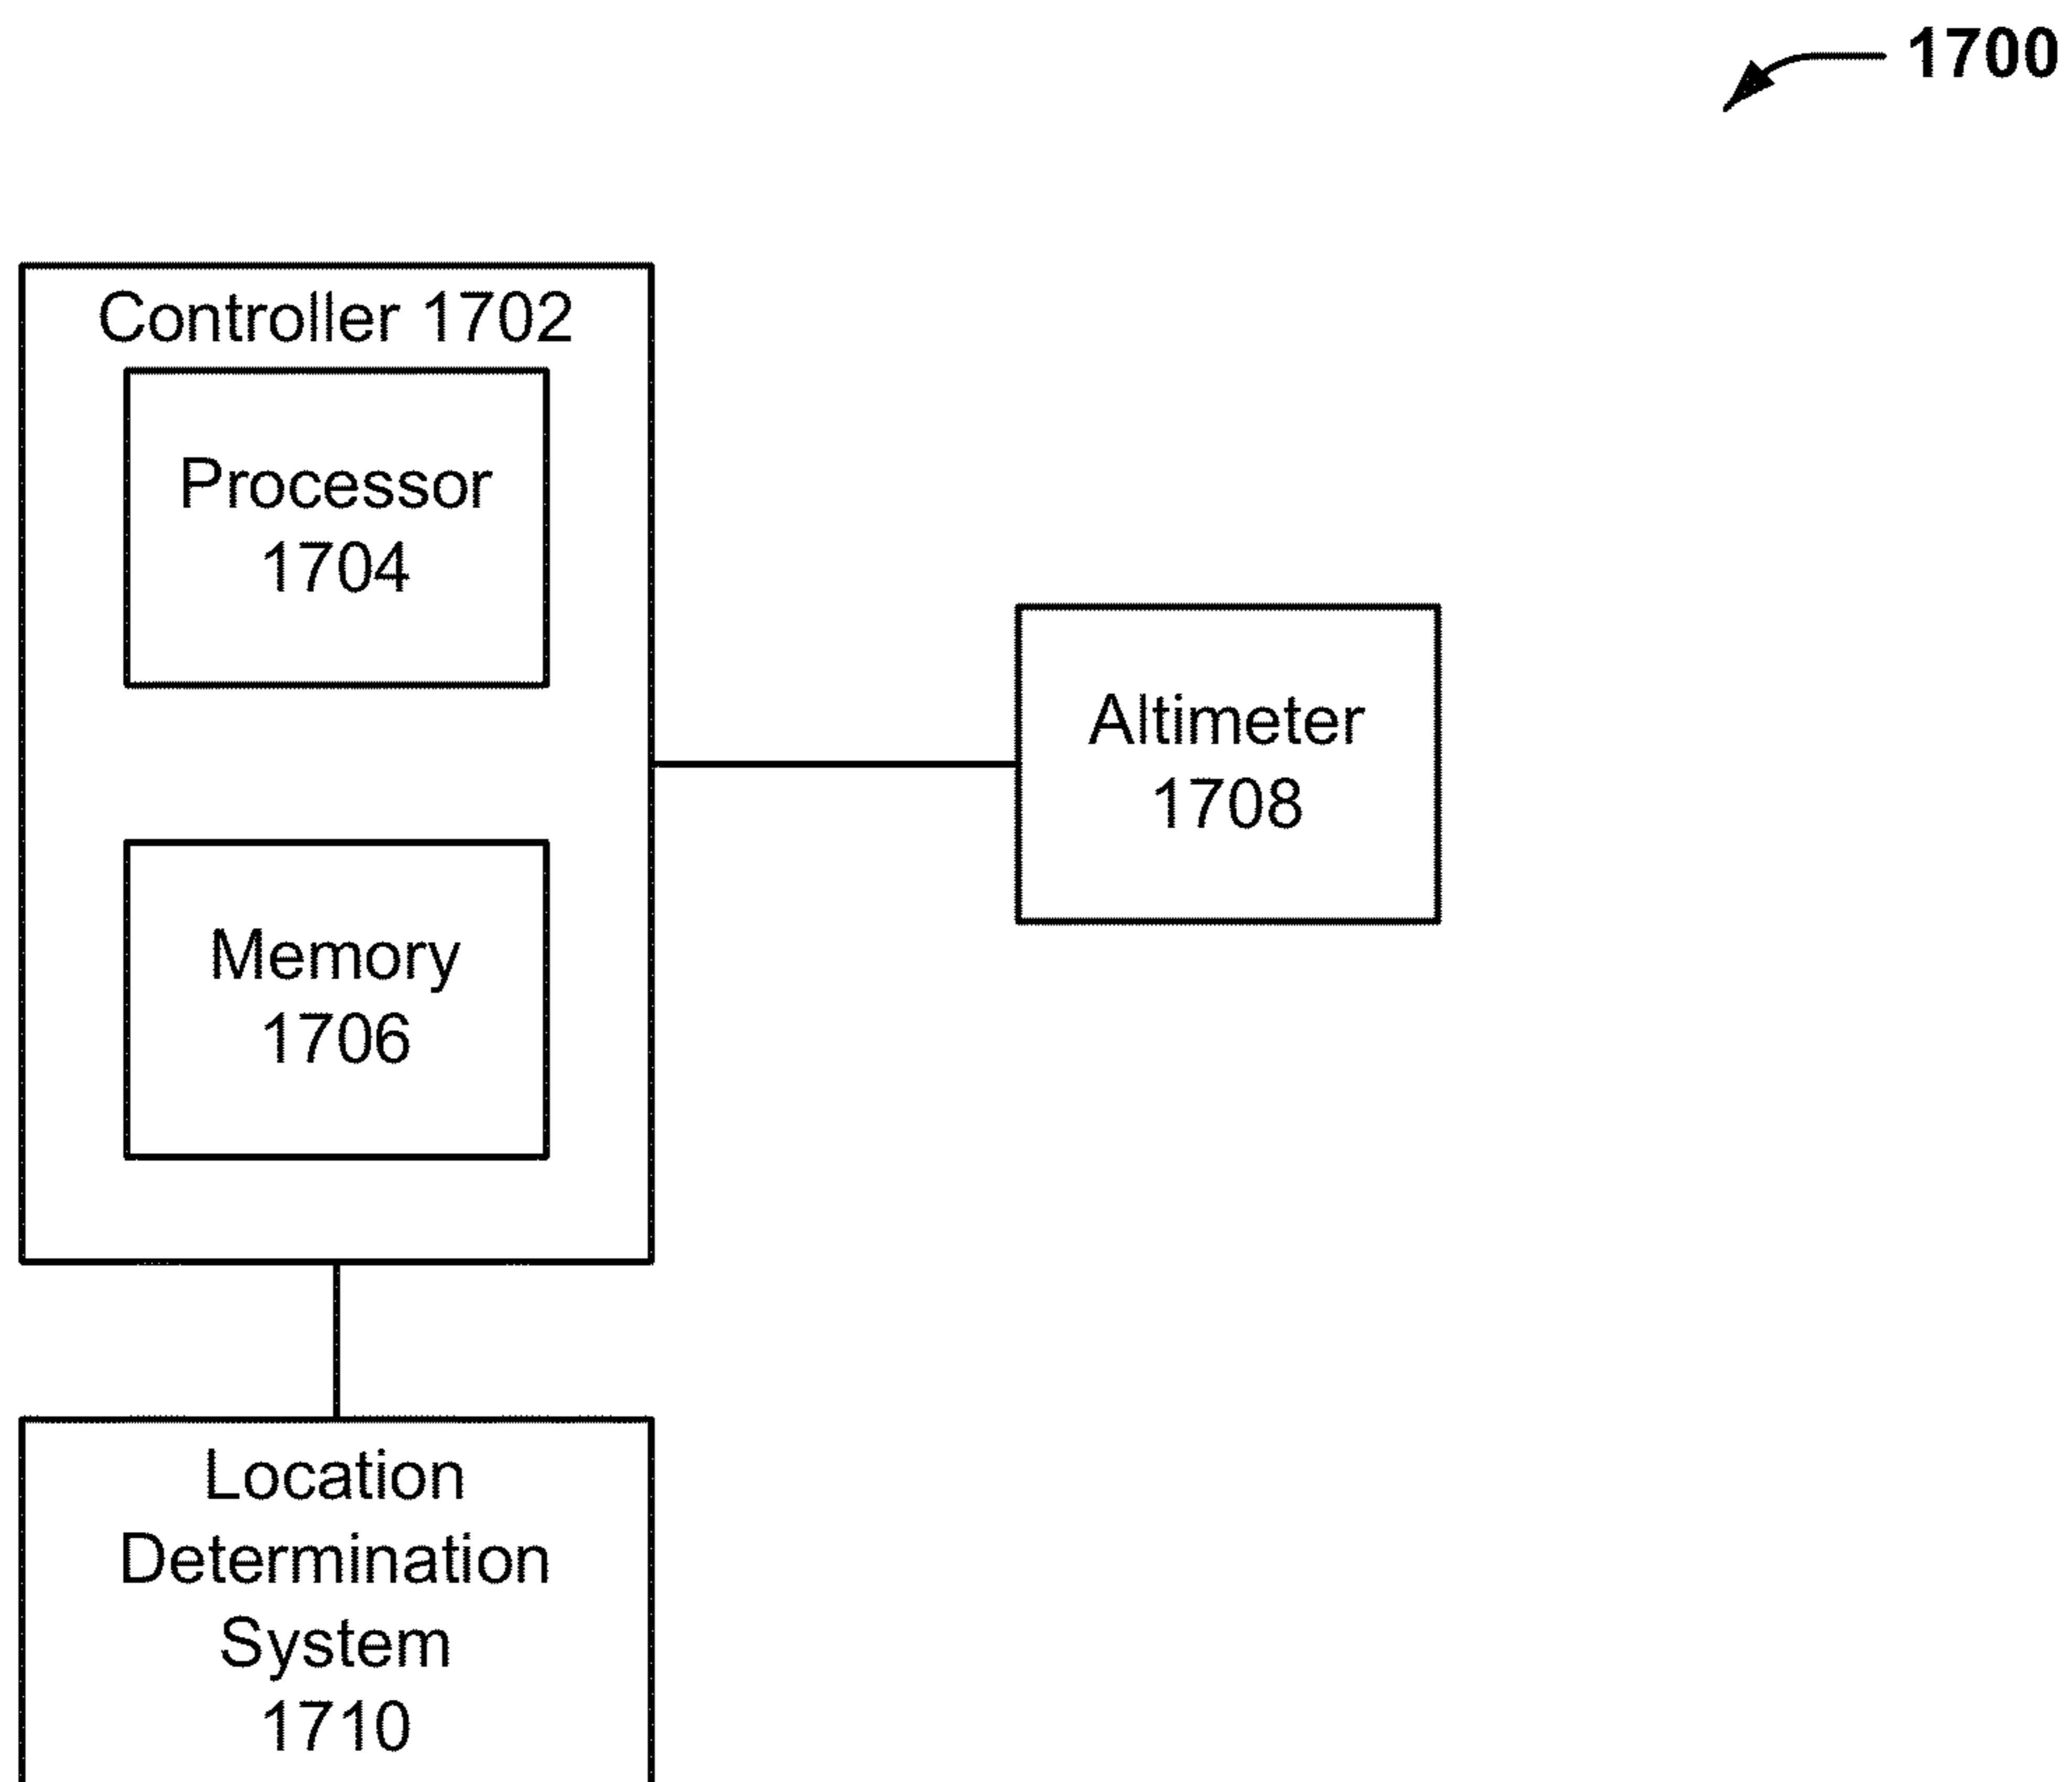 1700
Controller 1702
Processor
1704
Altimeter
1708
Memory
1706
Location
Determination
System
1710